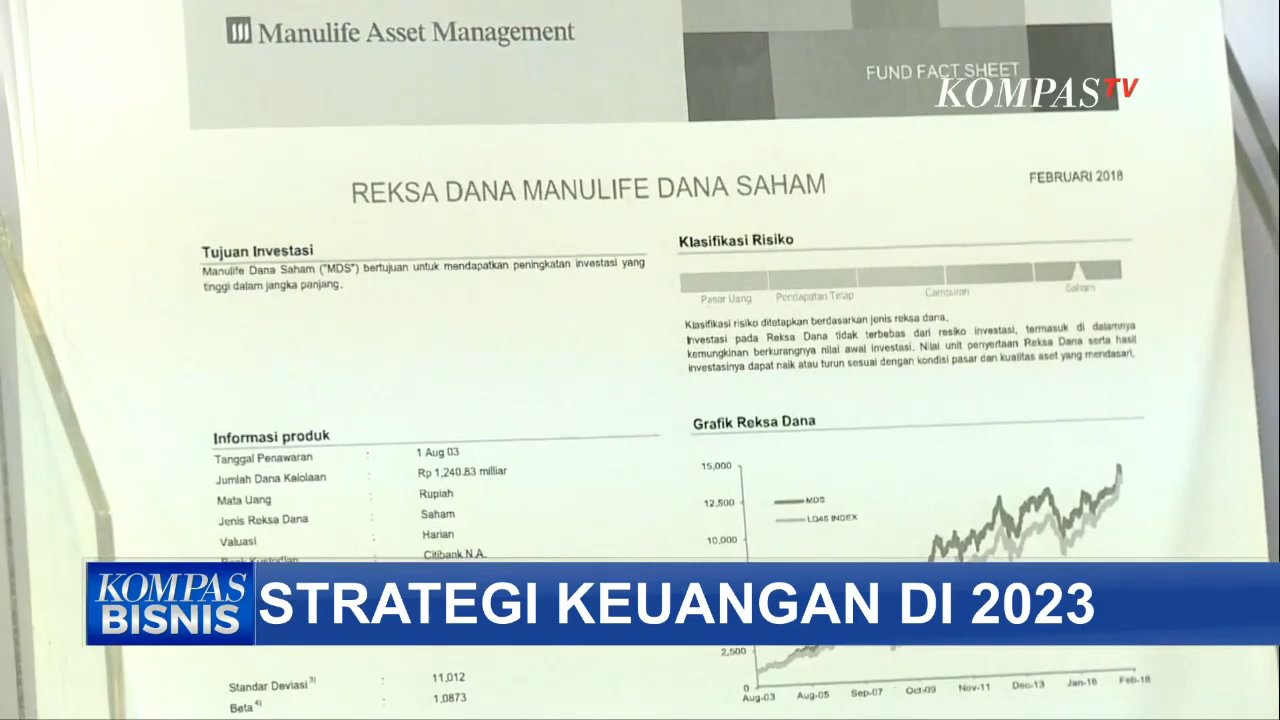 Manulife Asset Management
FUND FACT SHEET
KOMPASTV
REKSA DANA MANULIFE DANA SAHAM
FEBRUARI 2018
Tujuan Investasi
Manulife Dana Saham ("MDS") bertujuan untuk mendapatkan peningkatan investasi yang
tinggi dalam jangka panjang.
Klasifikasi Risiko
Pasar Uang
Pendapatan Tetap
Campuran
Saham
Klasifikasi risiko ditetapkan berdasarkan jenis reksa dana.
Investasi pada Reksa Dana tidak terbebas dari resiko investasi, termasuk di dalamnya
kemungkinan berkurangnya nilai awal investasi. Nilai unit penyertaan Reksa Dana serta hasil
investasinya dapat naik atau turun sesuai dengan kondisi pasar dan kualitas aset yang mendasari.
Informasi produk
Tanggal Penawaran : 1 Aug 03
Jumlah Dana Kelolaan : Rp 1,240.83 milliar
Mata Uang : Rupiah
Jenis Reksa Dana : Saham
Valuasi : Harian
Bank Kustodian Citibank N.A.
Grafik Reksa Dana
15,000
12,500
10,000
MDS
LQ45 INDEX
KOMPAS
BISNIS
STRATEGI KEUANGAN DI 2023
Standar Deviasi 3) : 11,012
Beta 4) : 1,0873
2,500
0
Aug-03 Aug-05 Sep-07 Oct-09 Nov-11 Dec-13 Jan-16 Feb-18